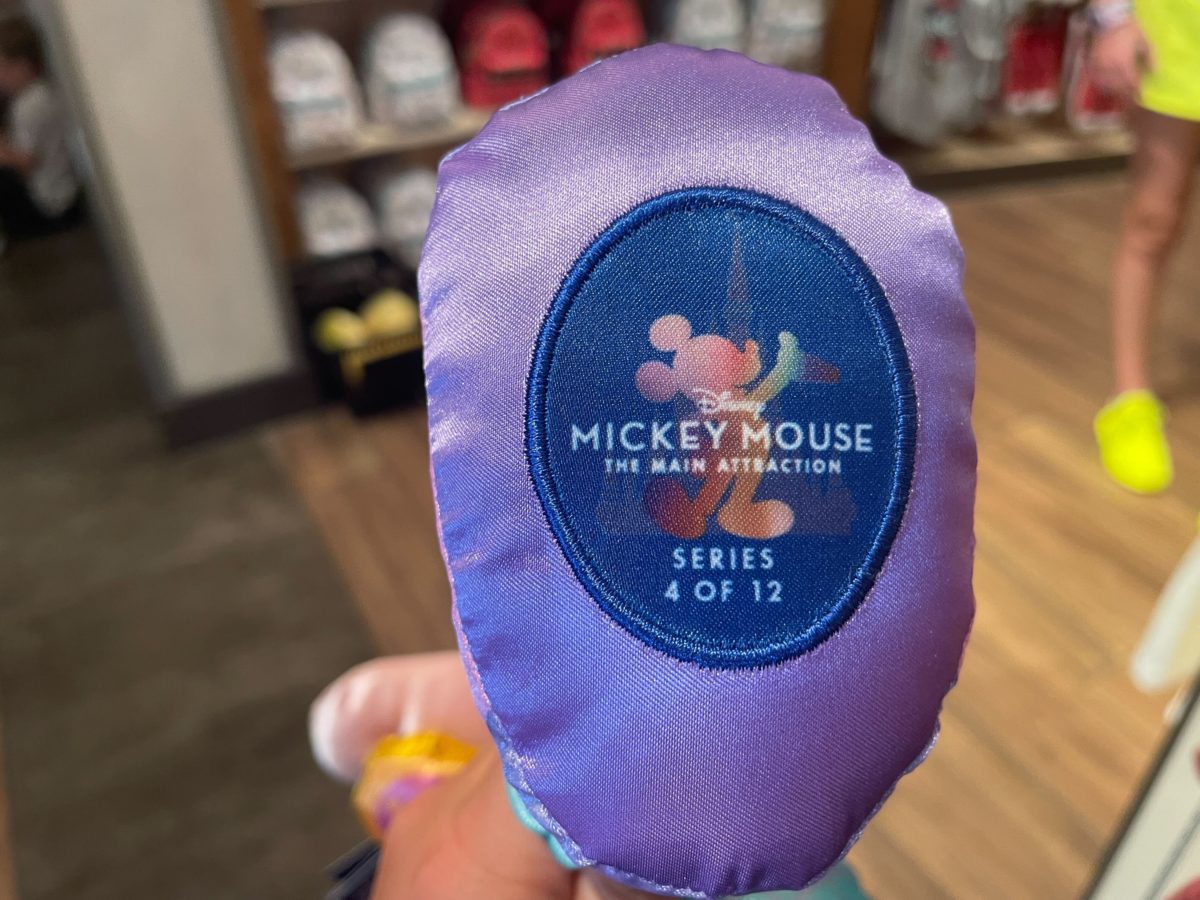 Disney
MICKEY MOUSE
THE MAIN ATTRACTION
SERIES
4 OF 12